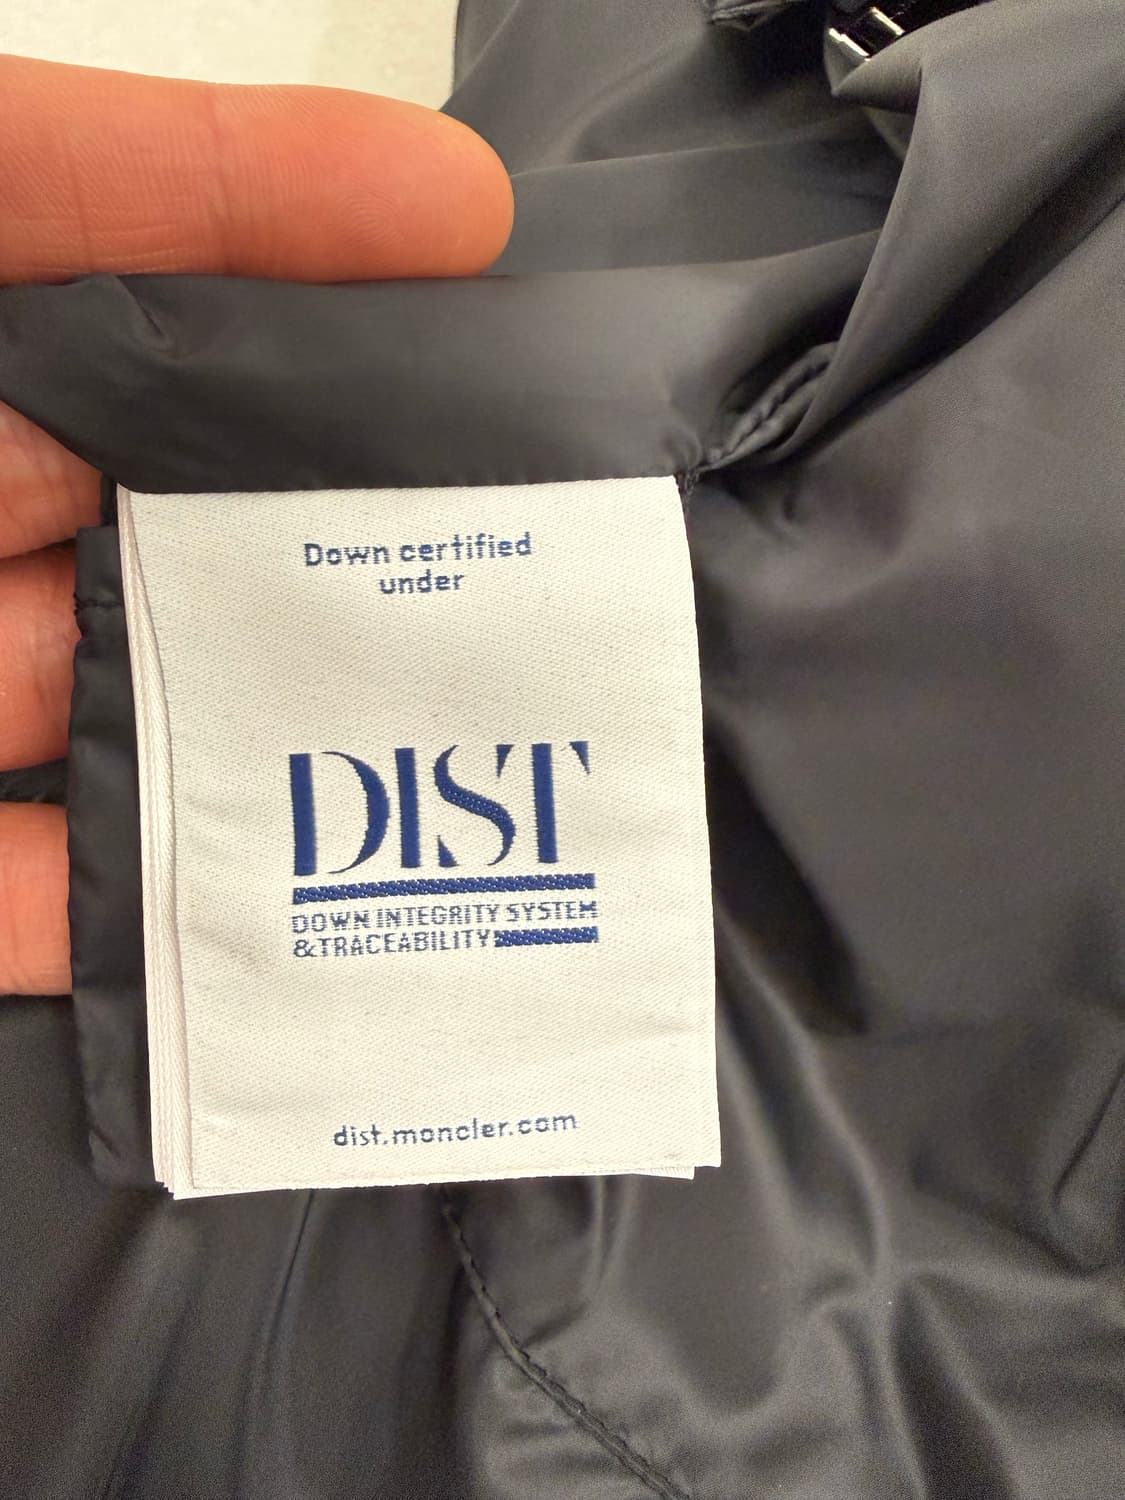 Down certified
under
DIST
DOWN INTEGRITY SYSTEM
&TRACEABILITY
dist.moncler.com